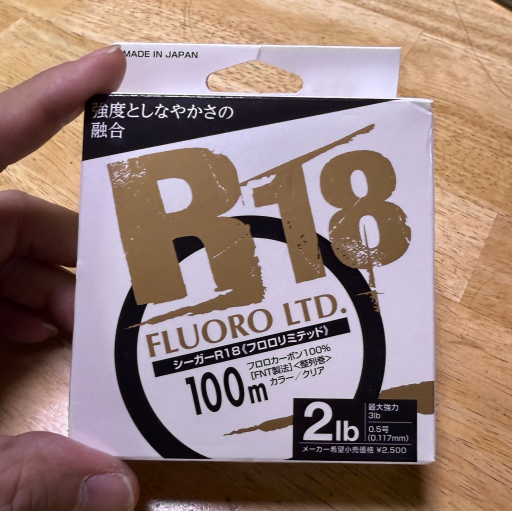 MADE IN JAPAN
強度としなやかさの
融合
R18
FLUORO LTD.
シーガーR18《フロロリミテッド》
100m
フロロカーボン100%
[FNT製法]<整列巻>
カラー/クリア
2lb
最大強力
3lb
0.5号
(0.117mm)
メーカー希望小売価格 ¥2,500